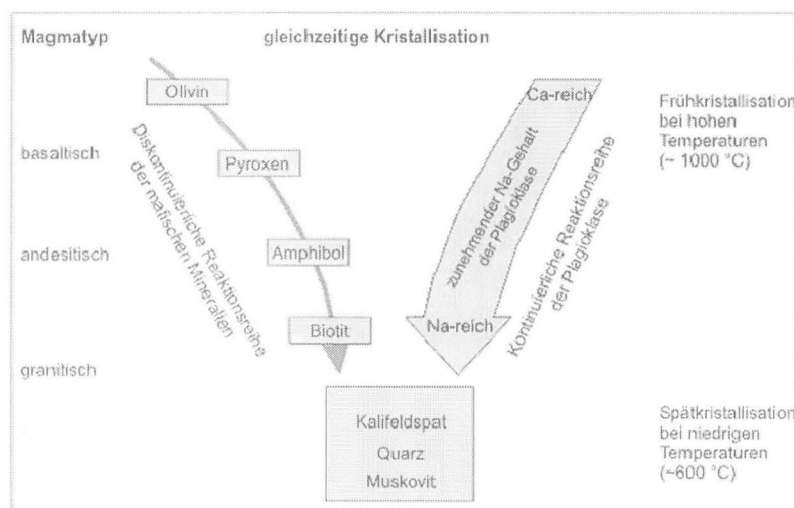 Magmatyp
gleichzeitige Kristallisation
Olivin
Pyroxen
Amphibol
Biotit
Diskontinuierliche Reaktionsreihe
der mafischen Mineralien
Ca-reich
zunehmender Na-Gehalt
der Plagioklase
Na-reich
Kontinuierliche Reaktionsreihe
der Plagioklase
basaltisch
andesitisch
granitisch
Frühkristallisation
bei hohen
Temperaturen
(~ 1000 °C)
Kalifeldspat
Quarz
Muskovit
Spätkristallisation
bei niedrigen
Temperaturen
(~600 °C)